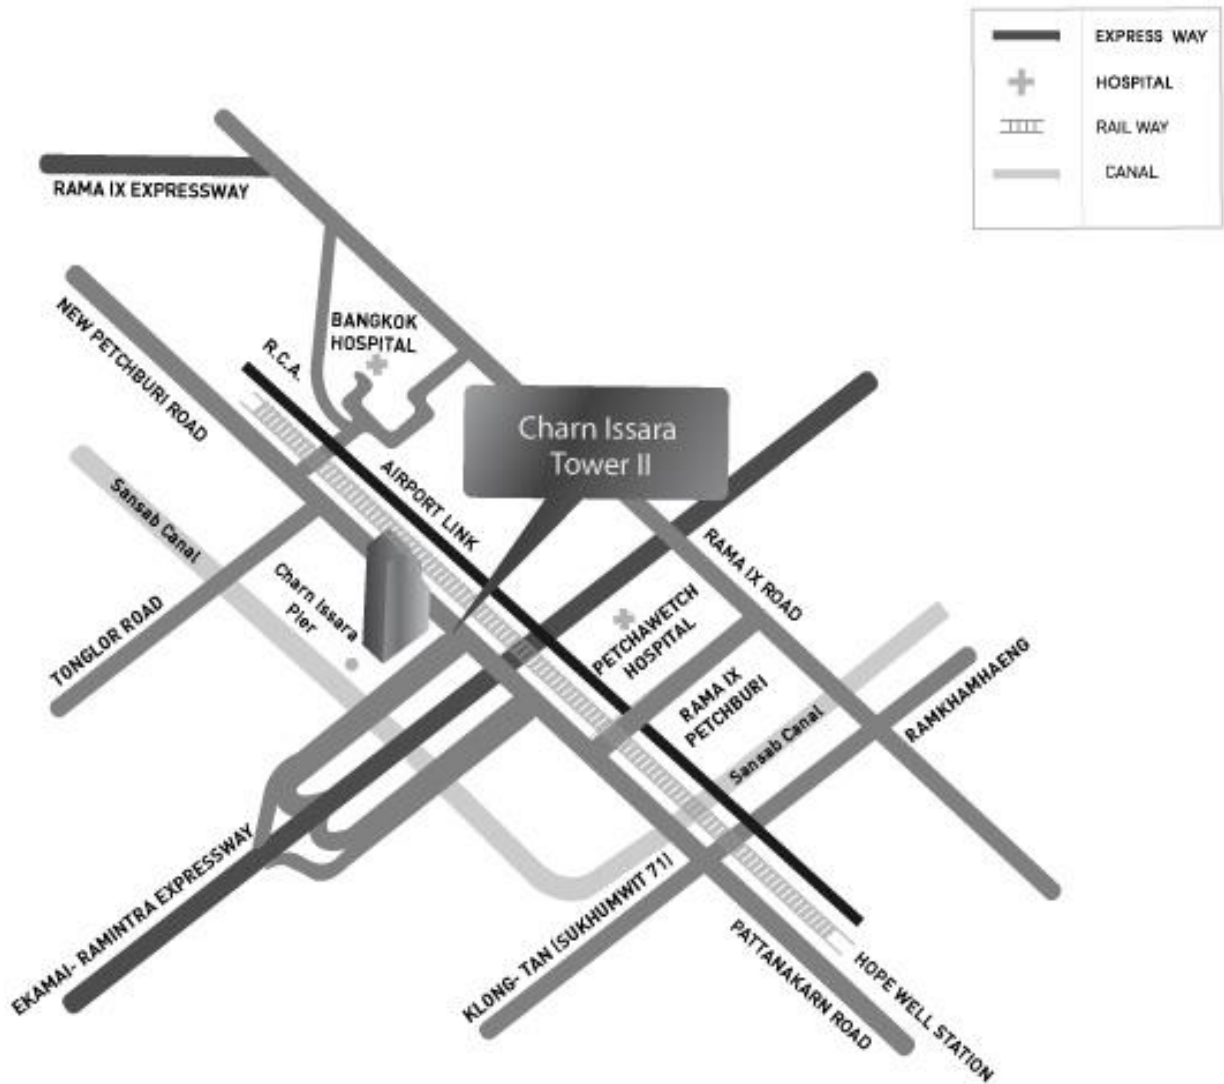 EXPRESS WAY
HOSPITAL
RAIL WAY
CANAL
RAMA IX EXPRESSWAY
NEW PETCHBURI ROAD
R.C.A.
BANGKOK
HOSPITAL
Charn Issara
Tower II
AIRPORT LINK
Sansab Canal
Charn Issara
Pier
TONGLOR ROAD
RAMA IX ROAD
PETCHAWETCH
HOSPITAL
RAMA IX
PETCHBURI
Sansab Canal
RAMKHAMHAENG
EKAMAI- RAMINTRA EXPRESSWAY
KLONG- TAN (SUKHUMWIT 71)
PATTANAKARN ROAD
HOPE WELL STATION